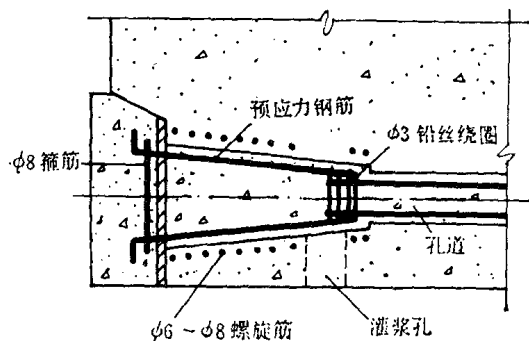 预应力钢筋
φ3 铅丝绕圈
φ8 箍筋
孔道
φ6～φ8 螺旋筋
灌浆孔